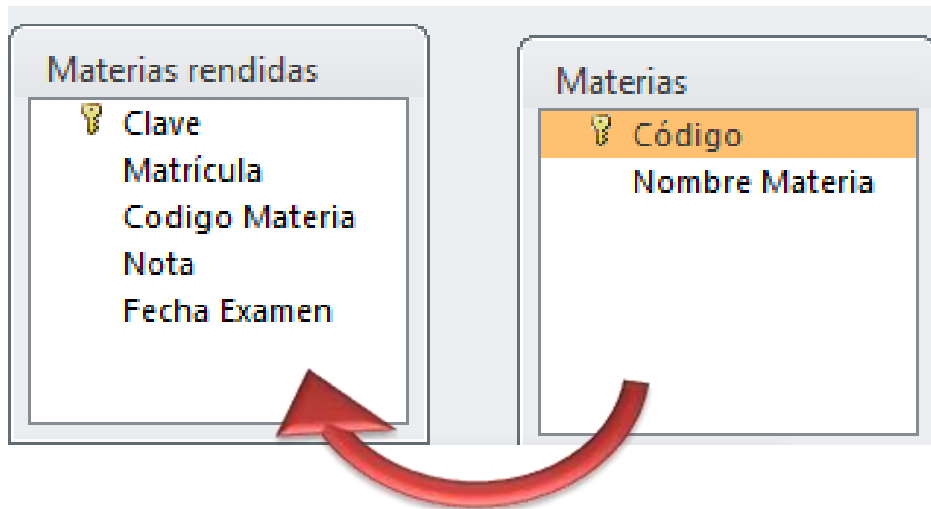 Materias rendidas
Clave
Matrícula
Codigo Materia
Nota
Fecha Examen
Materias
Código
Nombre Materia